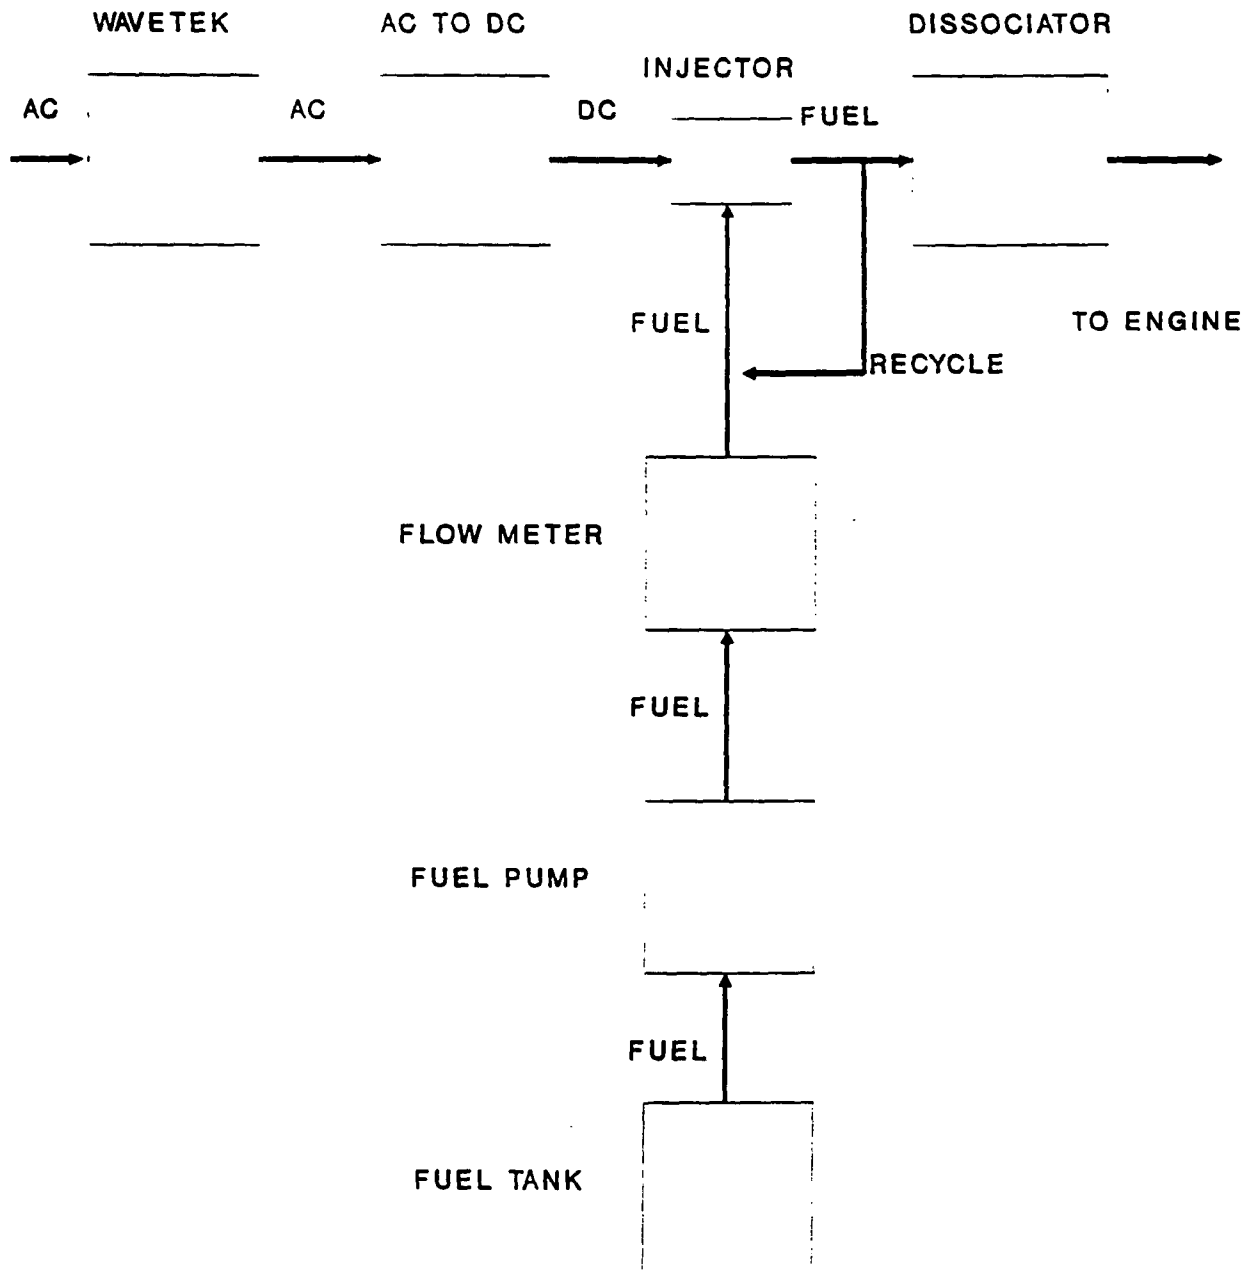 WAVETEK
AC TO DC
DISSOCIATOR
INJECTOR
AC
AC
DC
FUEL
FUEL
TO ENGINE
RECYCLE
FLOW METER
FUEL
FUEL PUMP
FUEL
FUEL TANK